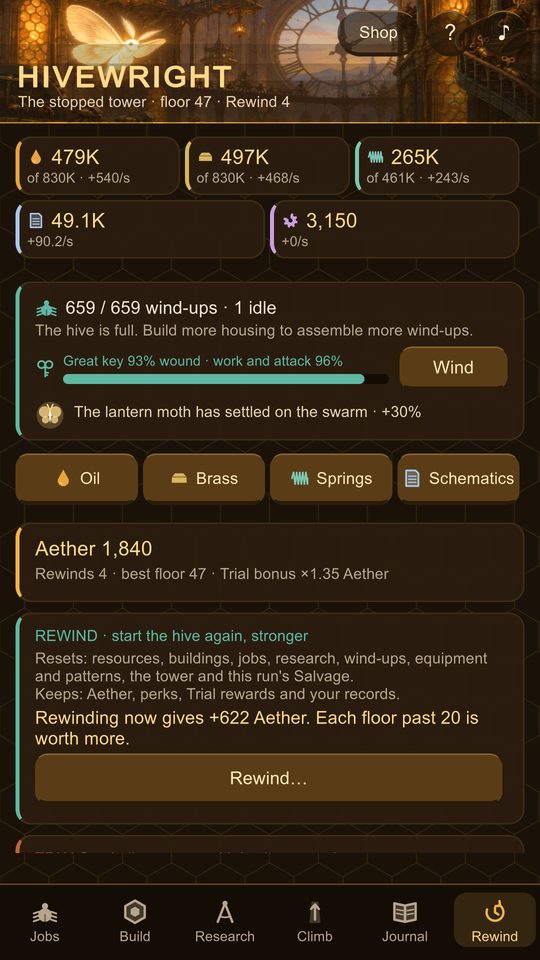 Shop
?
HIVEWRIGHT
The stopped tower · floor 47 · Rewind 4
479K
of 830K · +540/s
497K
of 830K · +468/s
265K
of 461K · +243/s
49.1K
+90.2/s
3,150
+0/s
659 / 659 wind-ups · 1 idle
The hive is full. Build more housing to assemble more wind-ups.
Great key 93% wound · work and attack 96%
Wind
The lantern moth has settled on the swarm · +30%
Oil
Brass
Springs
Schematics
Aether 1,840
Rewinds 4 · best floor 47 · Trial bonus ×1.35 Aether
REWIND · start the hive again, stronger
Resets: resources, buildings, jobs, research, wind-ups, equipment
and patterns, the tower and this run's Salvage.
Keeps: Aether, perks, Trial rewards and your records.
Rewinding now gives +622 Aether. Each floor past 20 is
worth more.
Rewind…
Jobs
Build
Research
Climb
Journal
Rewind